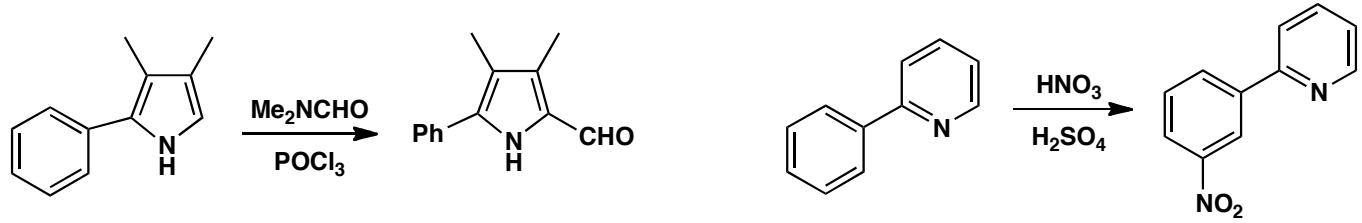 N
H
Me₂NCHO
POCl₃
Ph
N
H
CHO
N
HNO₃
H₂SO₄
N
NO₂